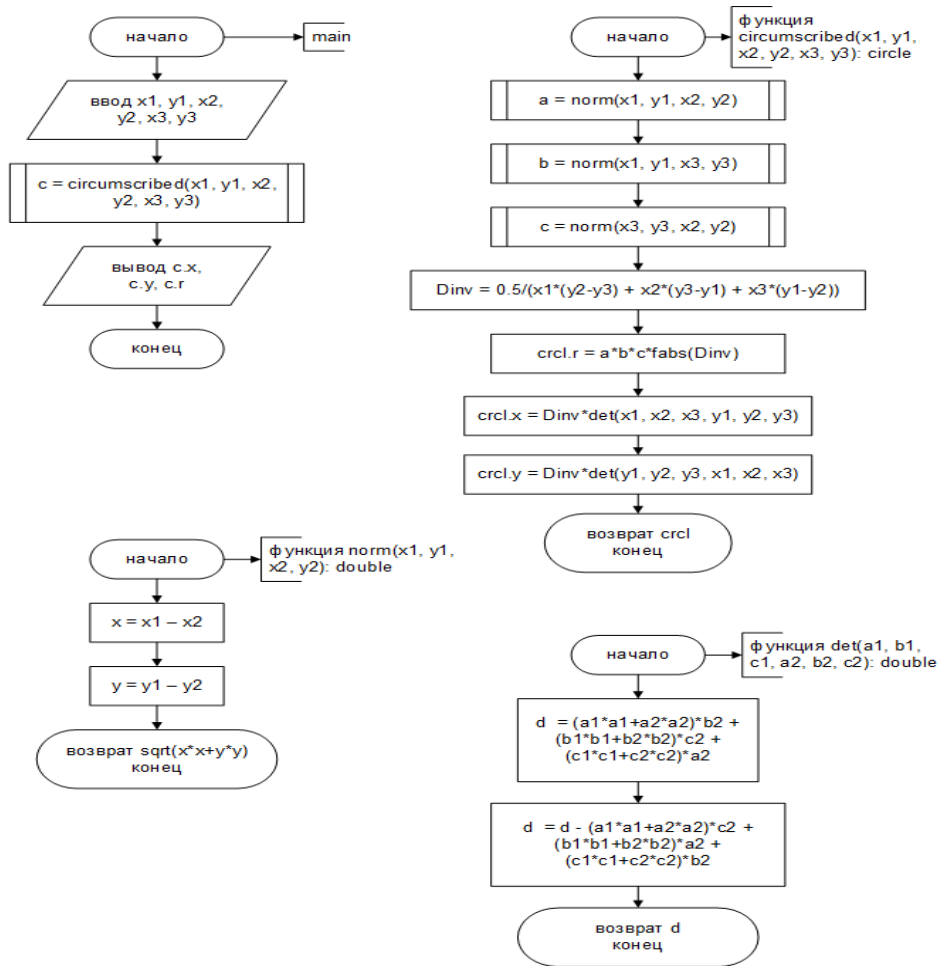 начало
main
ввод x1, y1, x2,
y2, x3, y3
c = circumscribed(x1, y1, x2,
y2, x3, y3)
вывод c.x,
c.y, c.r
конец
начало
функция
circumscribed(x1, y1,
x2, y2, x3, y3): circle
a = norm(x1, y1, x2, y2)
b = norm(x1, y1, x3, y3)
c = norm(x3, y3, x2, y2)
Dinv = 0.5/(x1*(y2-y3) + x2*(y3-y1) + x3*(y1-y2))
crcl.r = a*b*c*fabs(Dinv)
crcl.x = Dinv*det(x1, x2, x3, y1, y2, y3)
crcl.y = Dinv*det(y1, y2, y3, x1, x2, x3)
возврат crcl
конец
начало
функция norm(x1, y1,
x2, y2): double
x = x1 – x2
y = y1 – y2
возврат sqrt(x*x+y*y)
конец
начало
функция det(a1, b1,
c1, a2, b2, c2): double
d = (a1*a1+a2*a2)*b2 +
(b1*b1+b2*b2)*c2 +
(c1*c1+c2*c2)*a2
d = d - (a1*a1+a2*a2)*c2 +
(b1*b1+b2*b2)*a2 +
(c1*c1+c2*c2)*b2
возврат d
конец